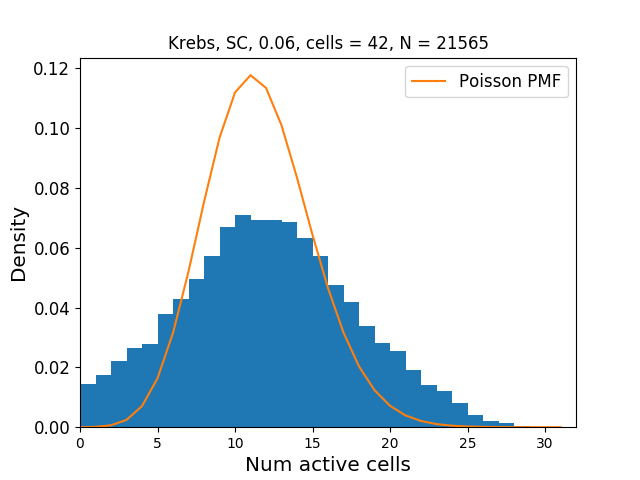 Krebs, SC, 0.06, cells = 42, N = 21565
Poisson PMF
Density
0.12
0.10
0.08
0.06
0.04
0.02
0.00
0 5 10 15 20 25 30
Num active cells